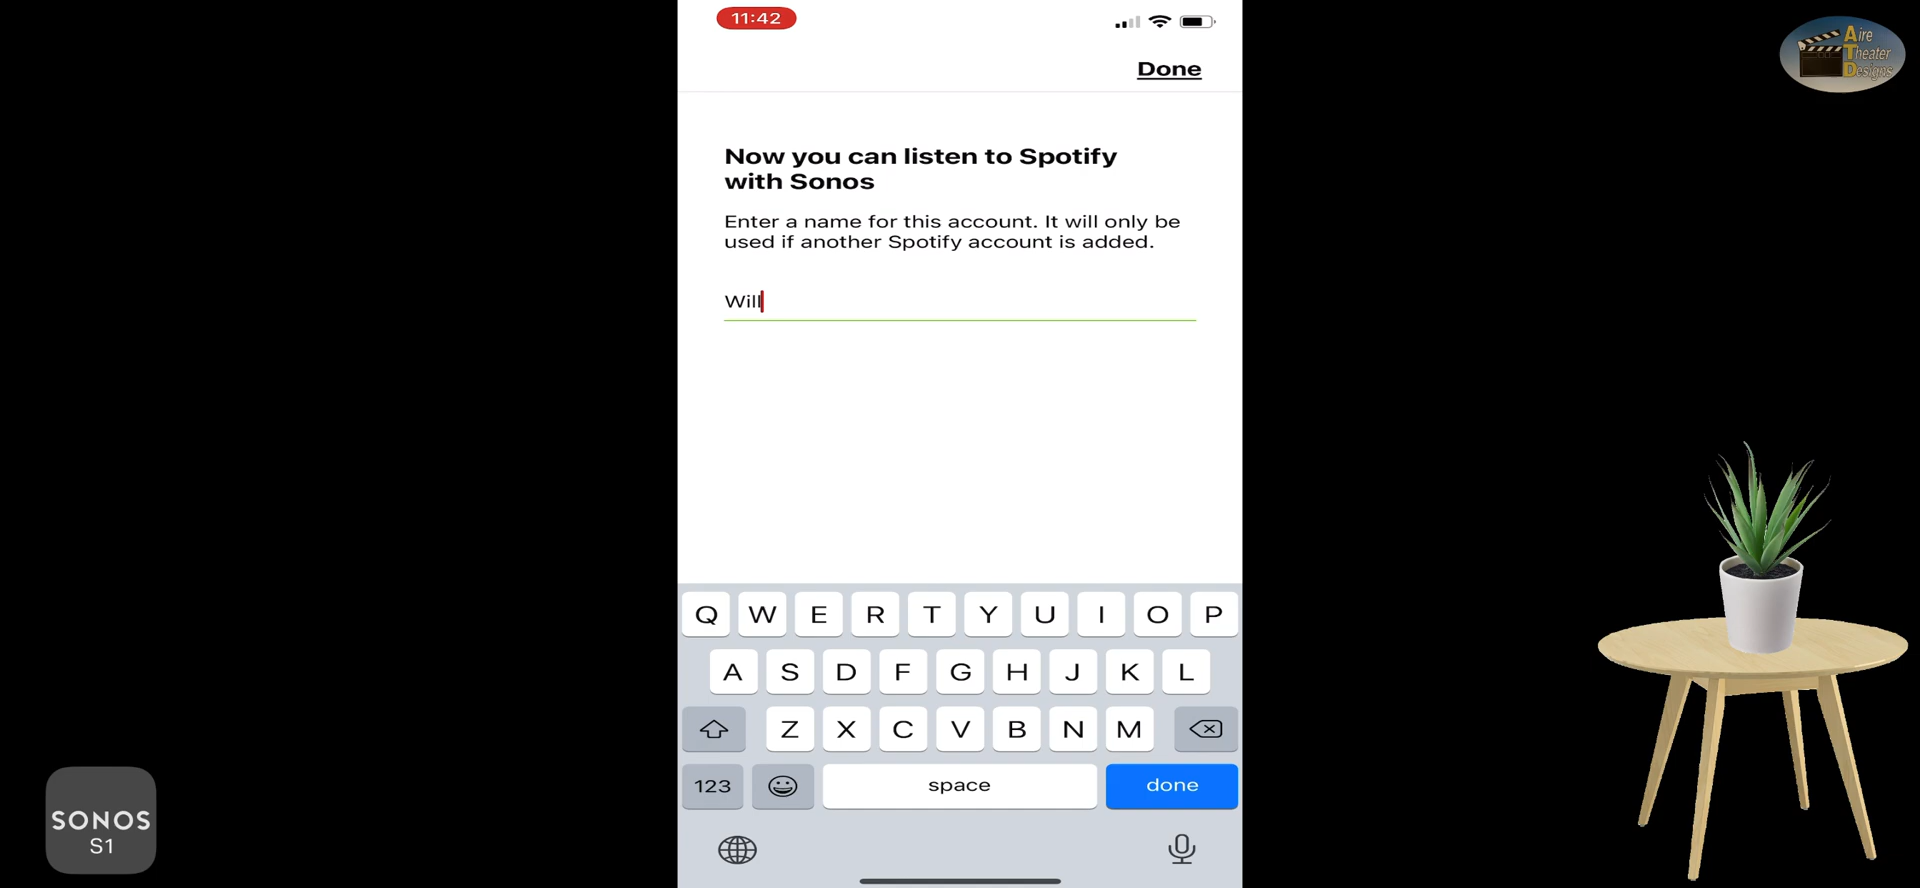 11:42
Aire
Theater
Designs
Done
Now you can listen to Spotify
with Sonos
Enter a name for this account. It will only be
used if another Spotify account is added.
Will
Q W E R T Y U I O P
A S D F G H J K L
Z X C V B N M
123 space done
SONOS
S1